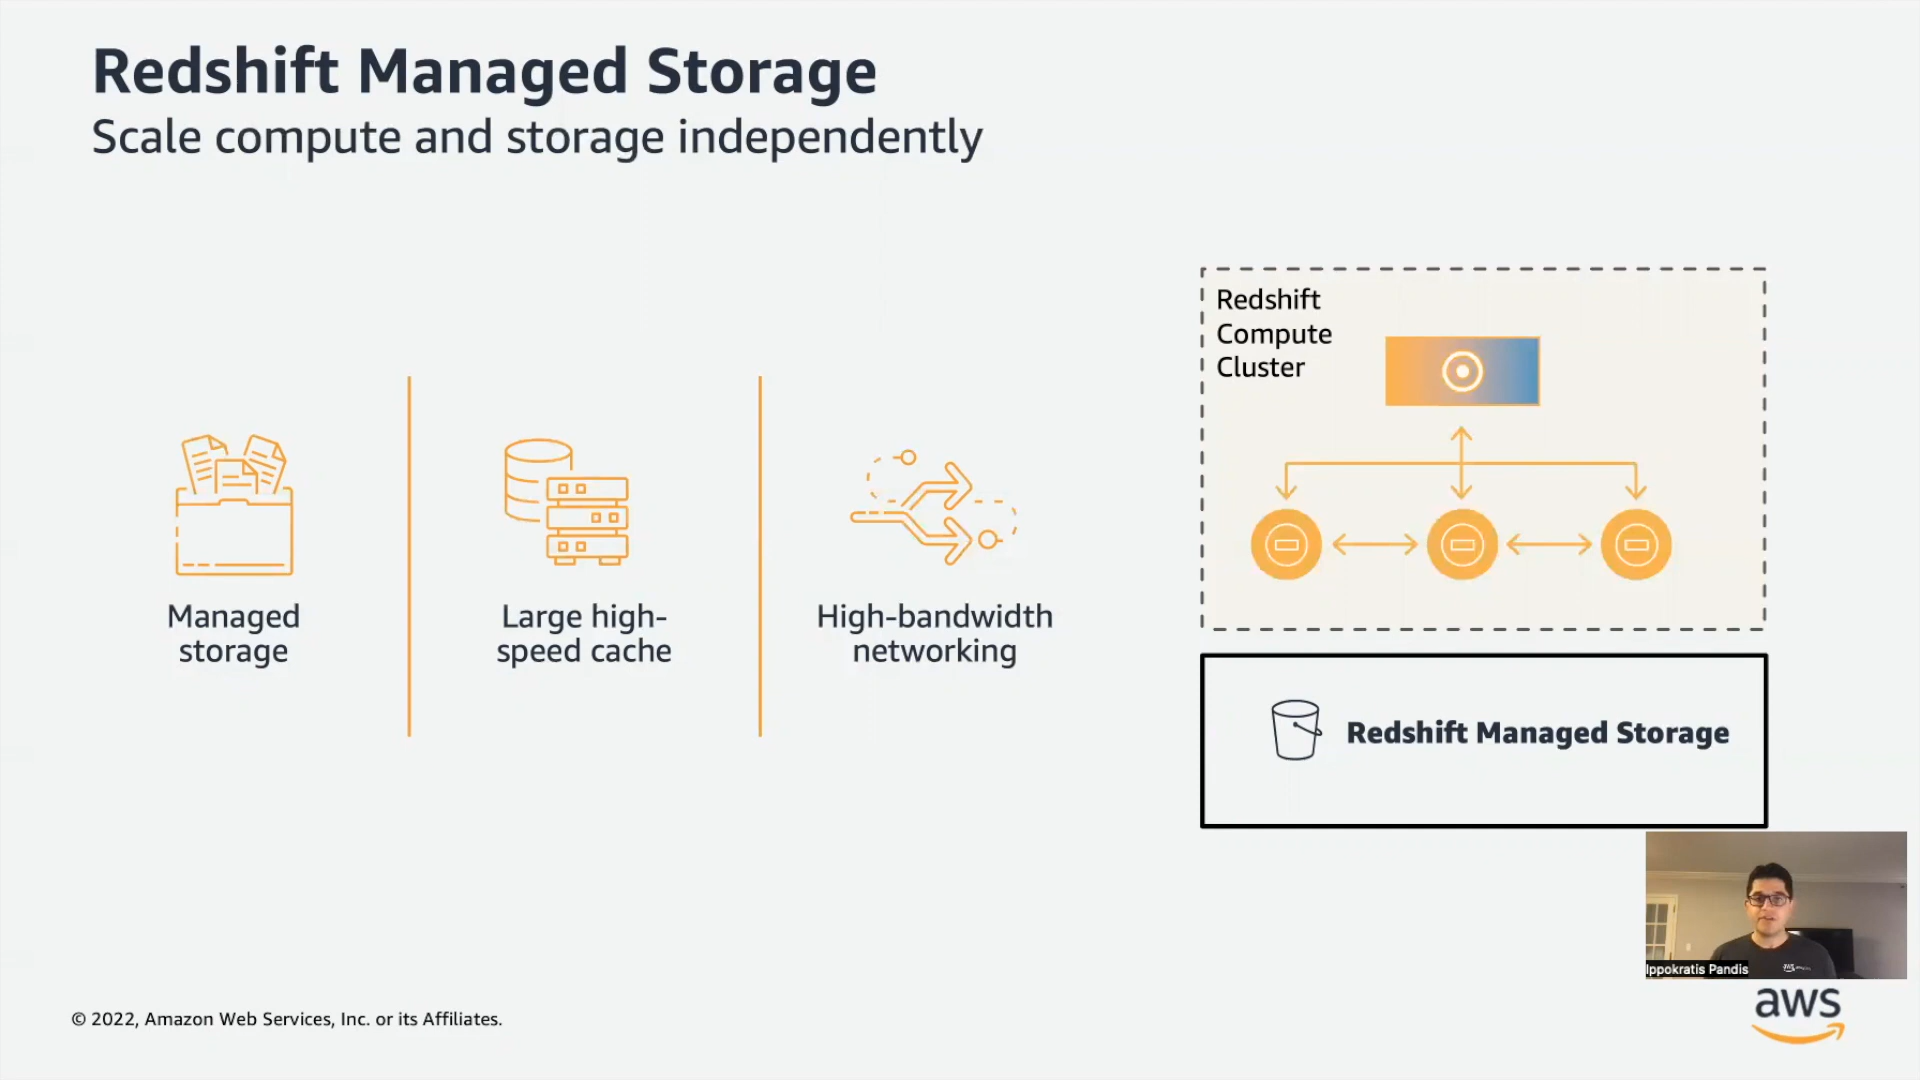 Redshift Managed Storage
Scale compute and storage independently
Managed
storage
Large high-
speed cache
High-bandwidth
networking
Redshift
Compute
Cluster
Redshift Managed Storage
Ippokratis Pandis
aws
© 2022, Amazon Web Services, Inc. or its Affiliates.